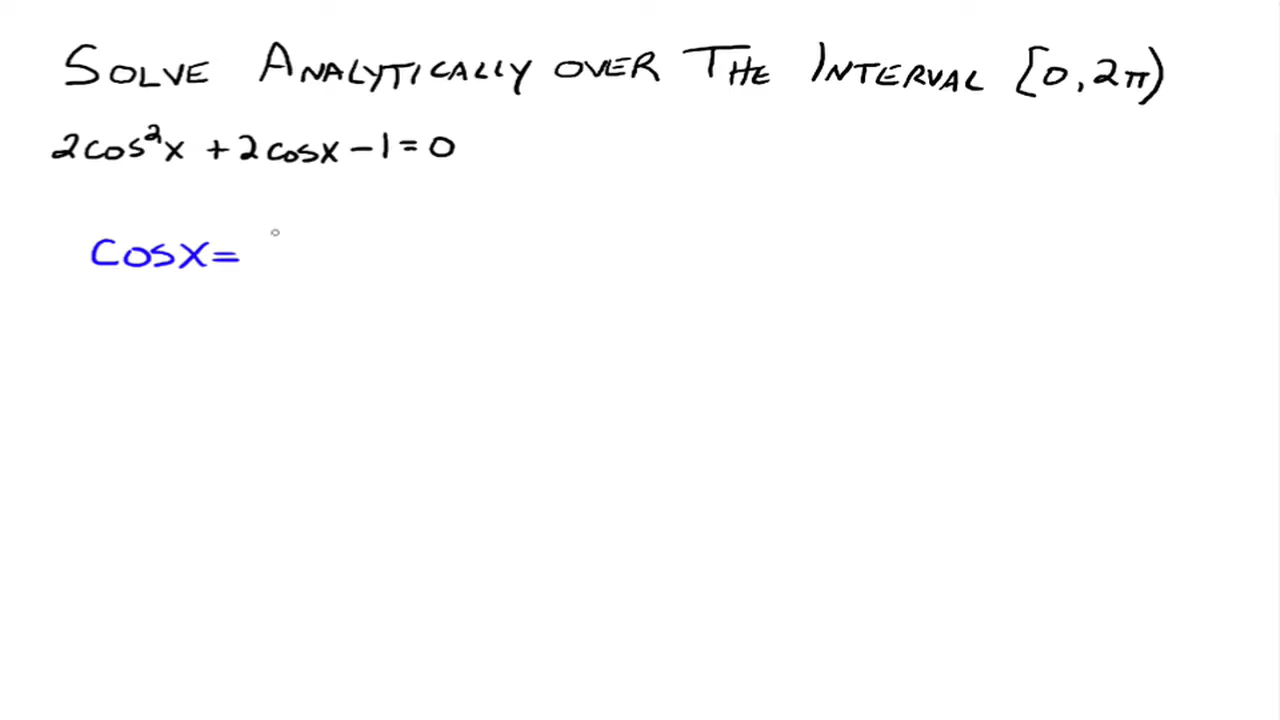 SOLVE ANALYTICALLY OVER THE INTERVAL [0, 2π)
2cos²x + 2cosx - 1 = 0
cosx =